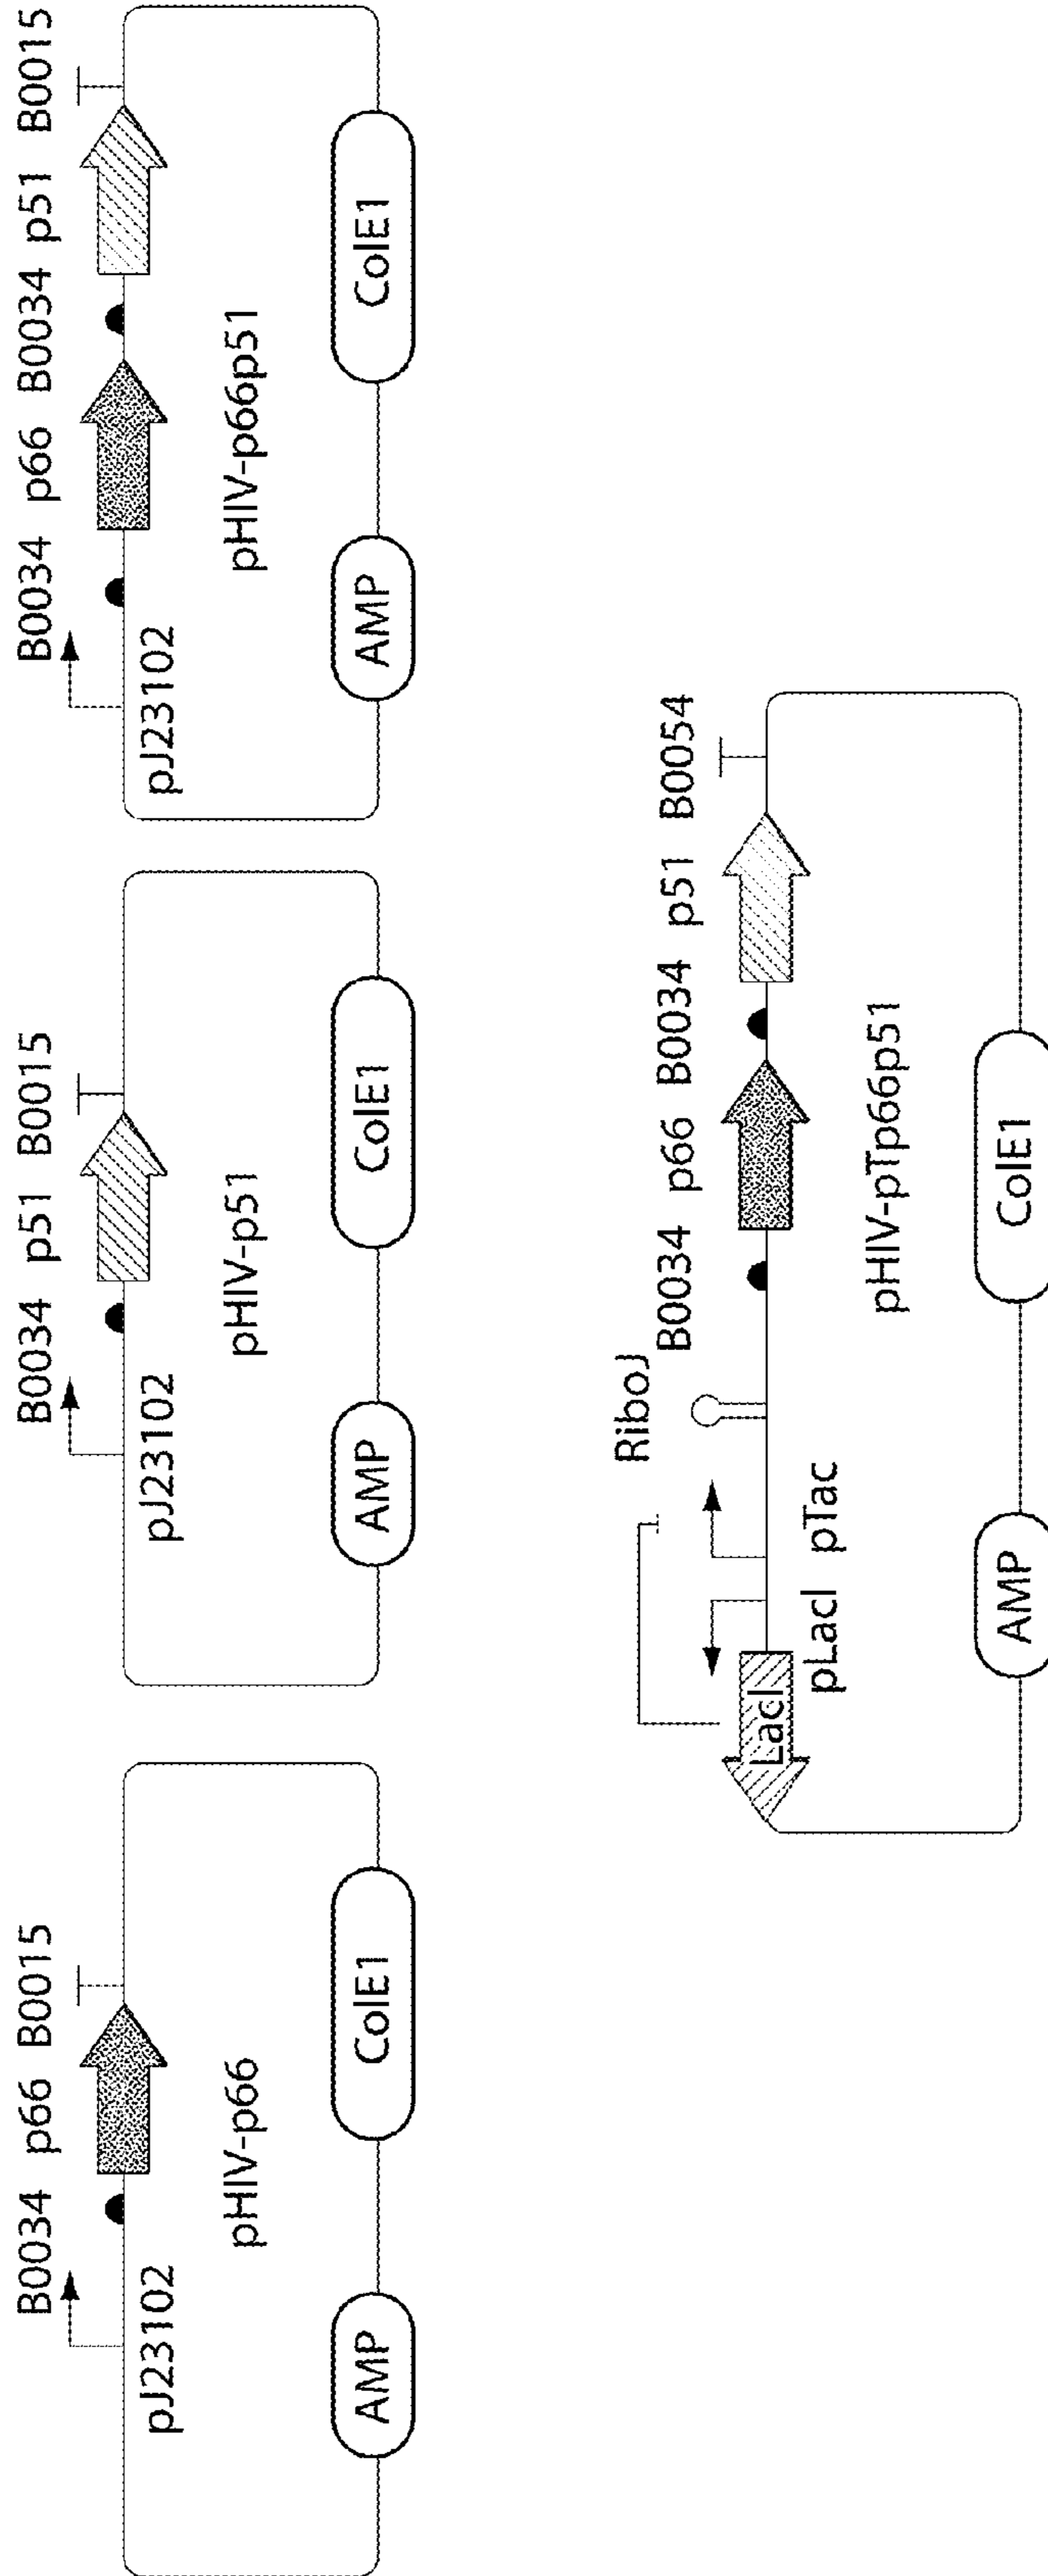 B0034 p66 B0015
pJ23102
pHIV-p66
AMP
ColE1
B0034 p51 B0015
pJ23102
pHIV-p51
AMP
ColE1
B0034 p66 B0034 p51 B0015
pJ23102
pHIV-p66p51
AMP
ColE1
RiboJ
B0034 p66 B0034 p51 B0054
LacI
pLacI pTac
pHIV-pTp66p51
AMP
ColE1